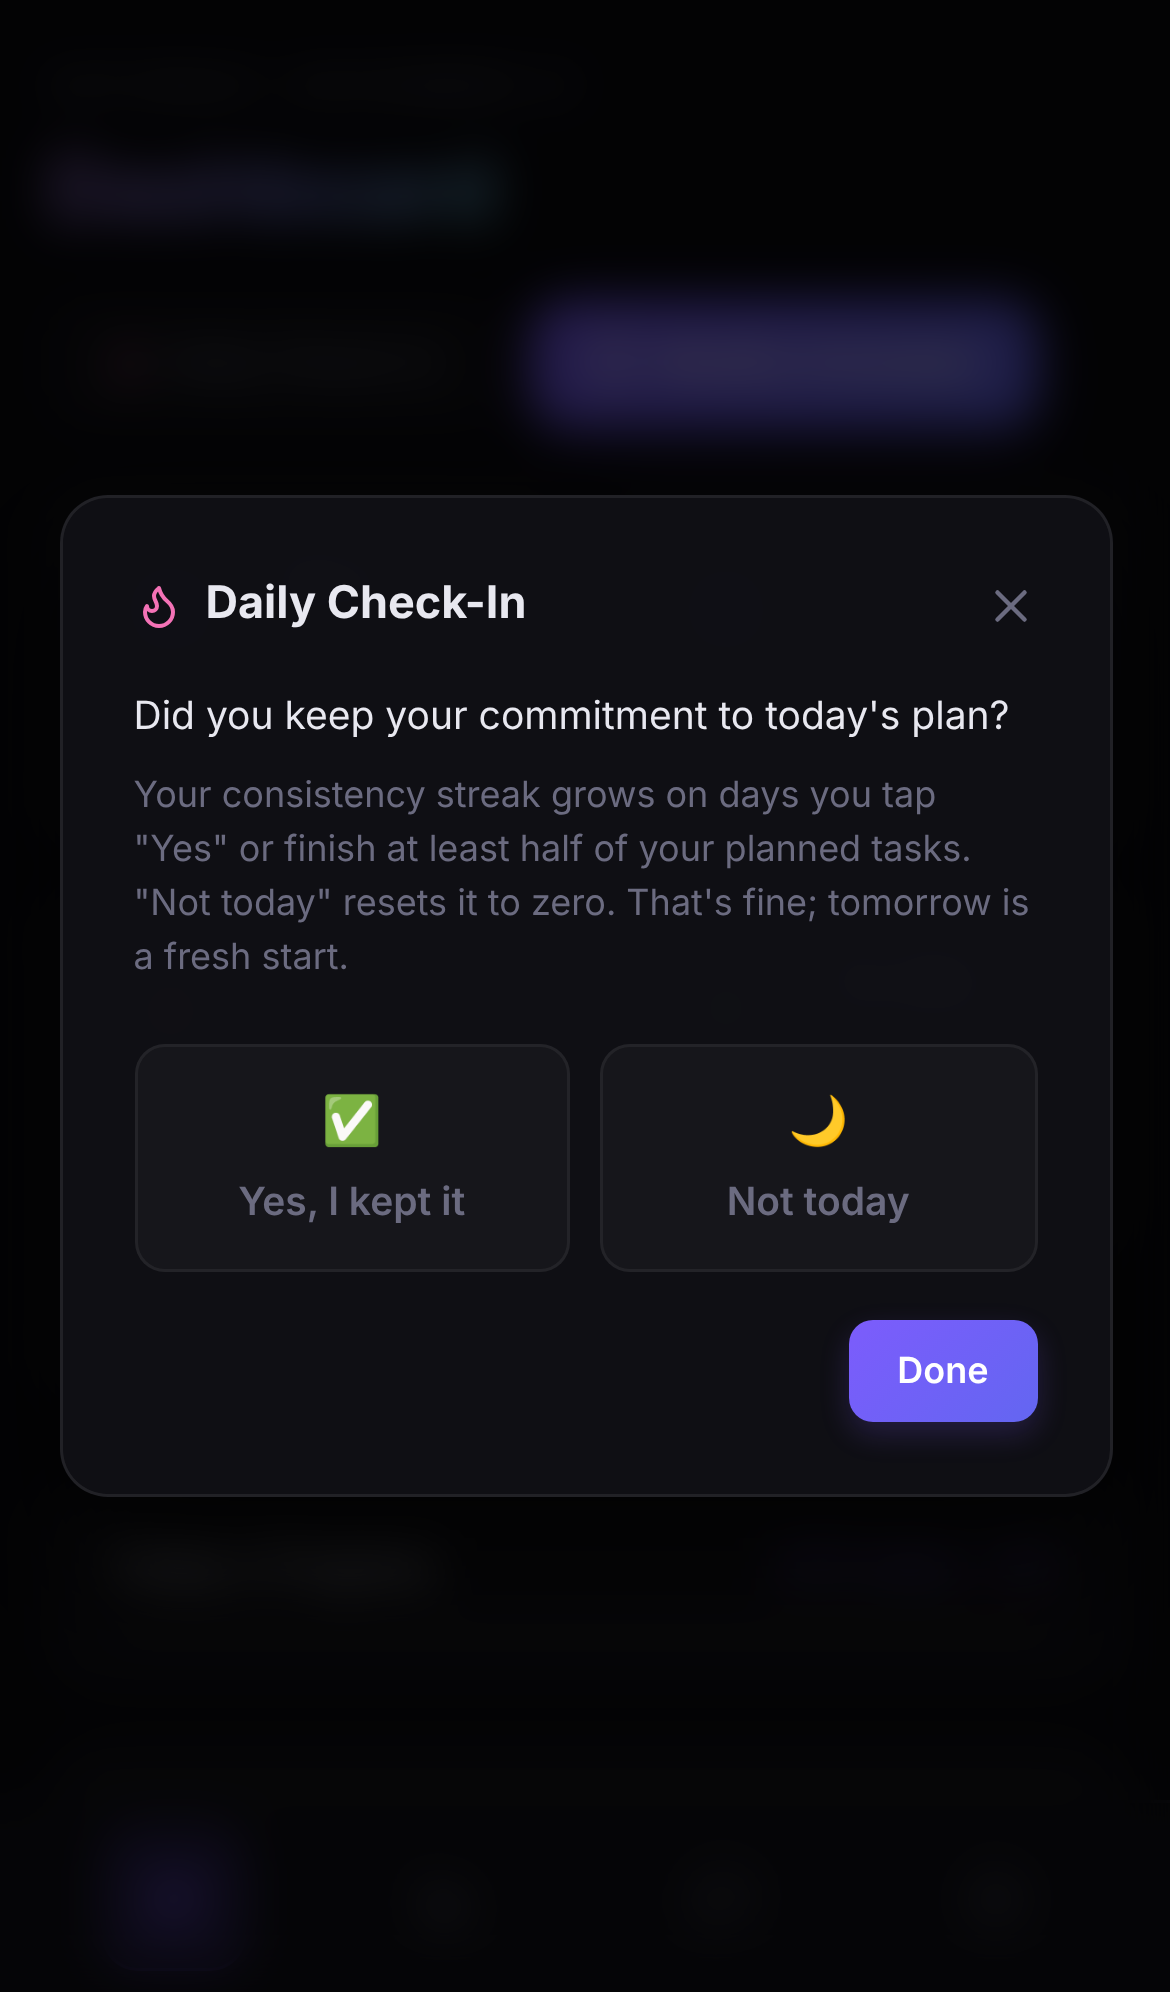 Daily Check-In
Did you keep your commitment to today's plan?
Your consistency streak grows on days you tap
"Yes" or finish at least half of your planned tasks.
"Not today" resets it to zero. That's fine; tomorrow is
a fresh start.
Yes, I kept it
Not today
Done